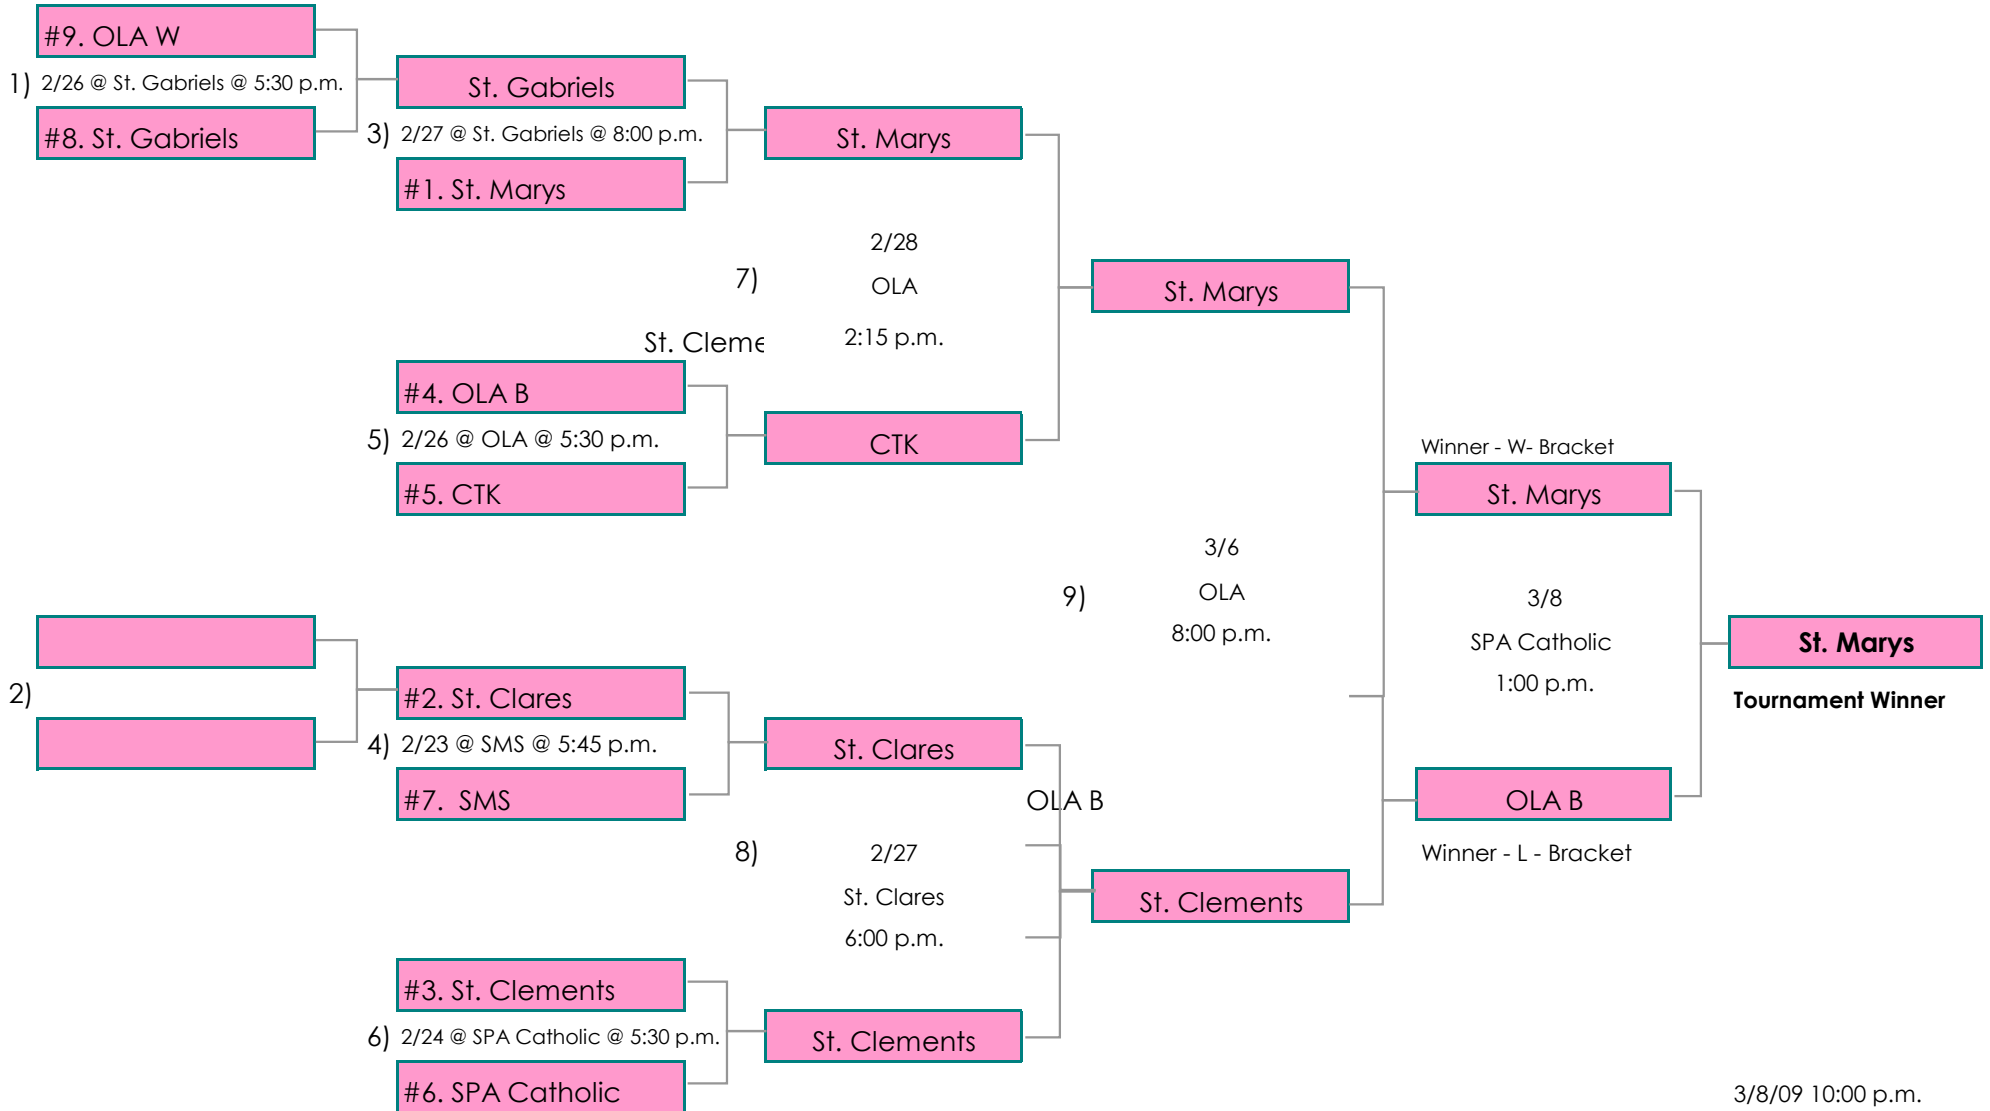 #9. OLA W
1) 2/26 @ St. Gabriels @ 5:30 p.m.
#8. St. Gabriels
St. Gabriels
3) 2/27 @ St. Gabriels @ 8:00 p.m.
#1. St. Marys
St. Marys
7)
2/28
OLA
2:15 p.m.
St. Marys
St. Cleme
#4. OLA B
5) 2/26 @ OLA @ 5:30 p.m.
#5. CTK
CTK
Winner - W- Bracket
St. Marys
9)
3/6
OLA
8:00 p.m.
3/8
SPA Catholic
1:00 p.m.
St. Marys
Tournament Winner
2)
#2. St. Clares
4) 2/23 @ SMS @ 5:45 p.m.
#7. SMS
St. Clares
OLA B
OLA B
Winner - L - Bracket
8)
2/27
St. Clares
6:00 p.m.
St. Clements
#3. St. Clements
6) 2/24 @ SPA Catholic @ 5:30 p.m.
#6. SPA Catholic
St. Clements
3/8/09 10:00 p.m.